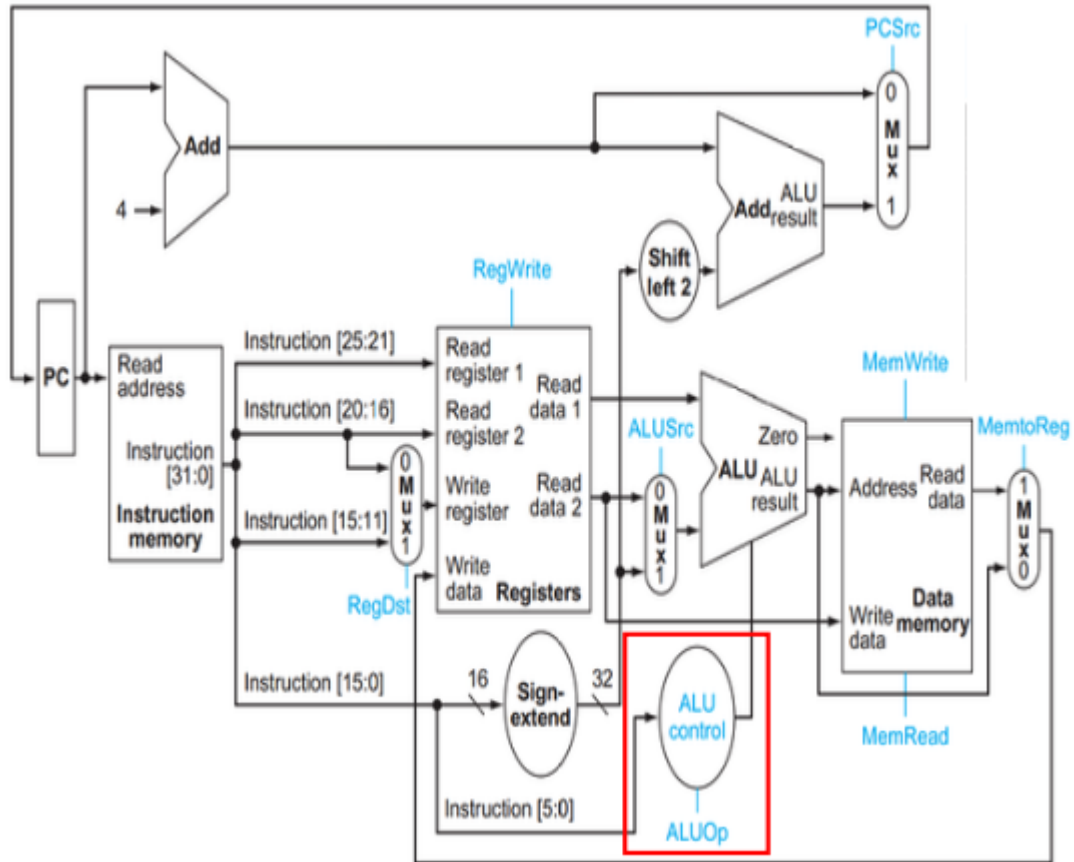 PCSrc
0
M
u
x
1
Add
ALU
Add result
4
Shift
left 2
RegWrite
PC
Read
address
Instruction
[31:0]
Instruction
memory
Instruction [25:21]
Instruction [20:16]
0
M
u
x
1
Instruction [15:11]
RegDst
Read
register 1
Read
data 1
Read
register 2
Write
register
Read
data 2
Write
data
Registers
ALUSrc
0
M
u
x
1
Zero
ALU ALU
result
MemWrite
Address
Read
data
Write
data
Data
memory
MemRead
MemtoReg
1
M
u
x
0
Instruction [15:0]
16
Sign-
extend
32
ALU
control
Instruction [5:0]
ALUOp